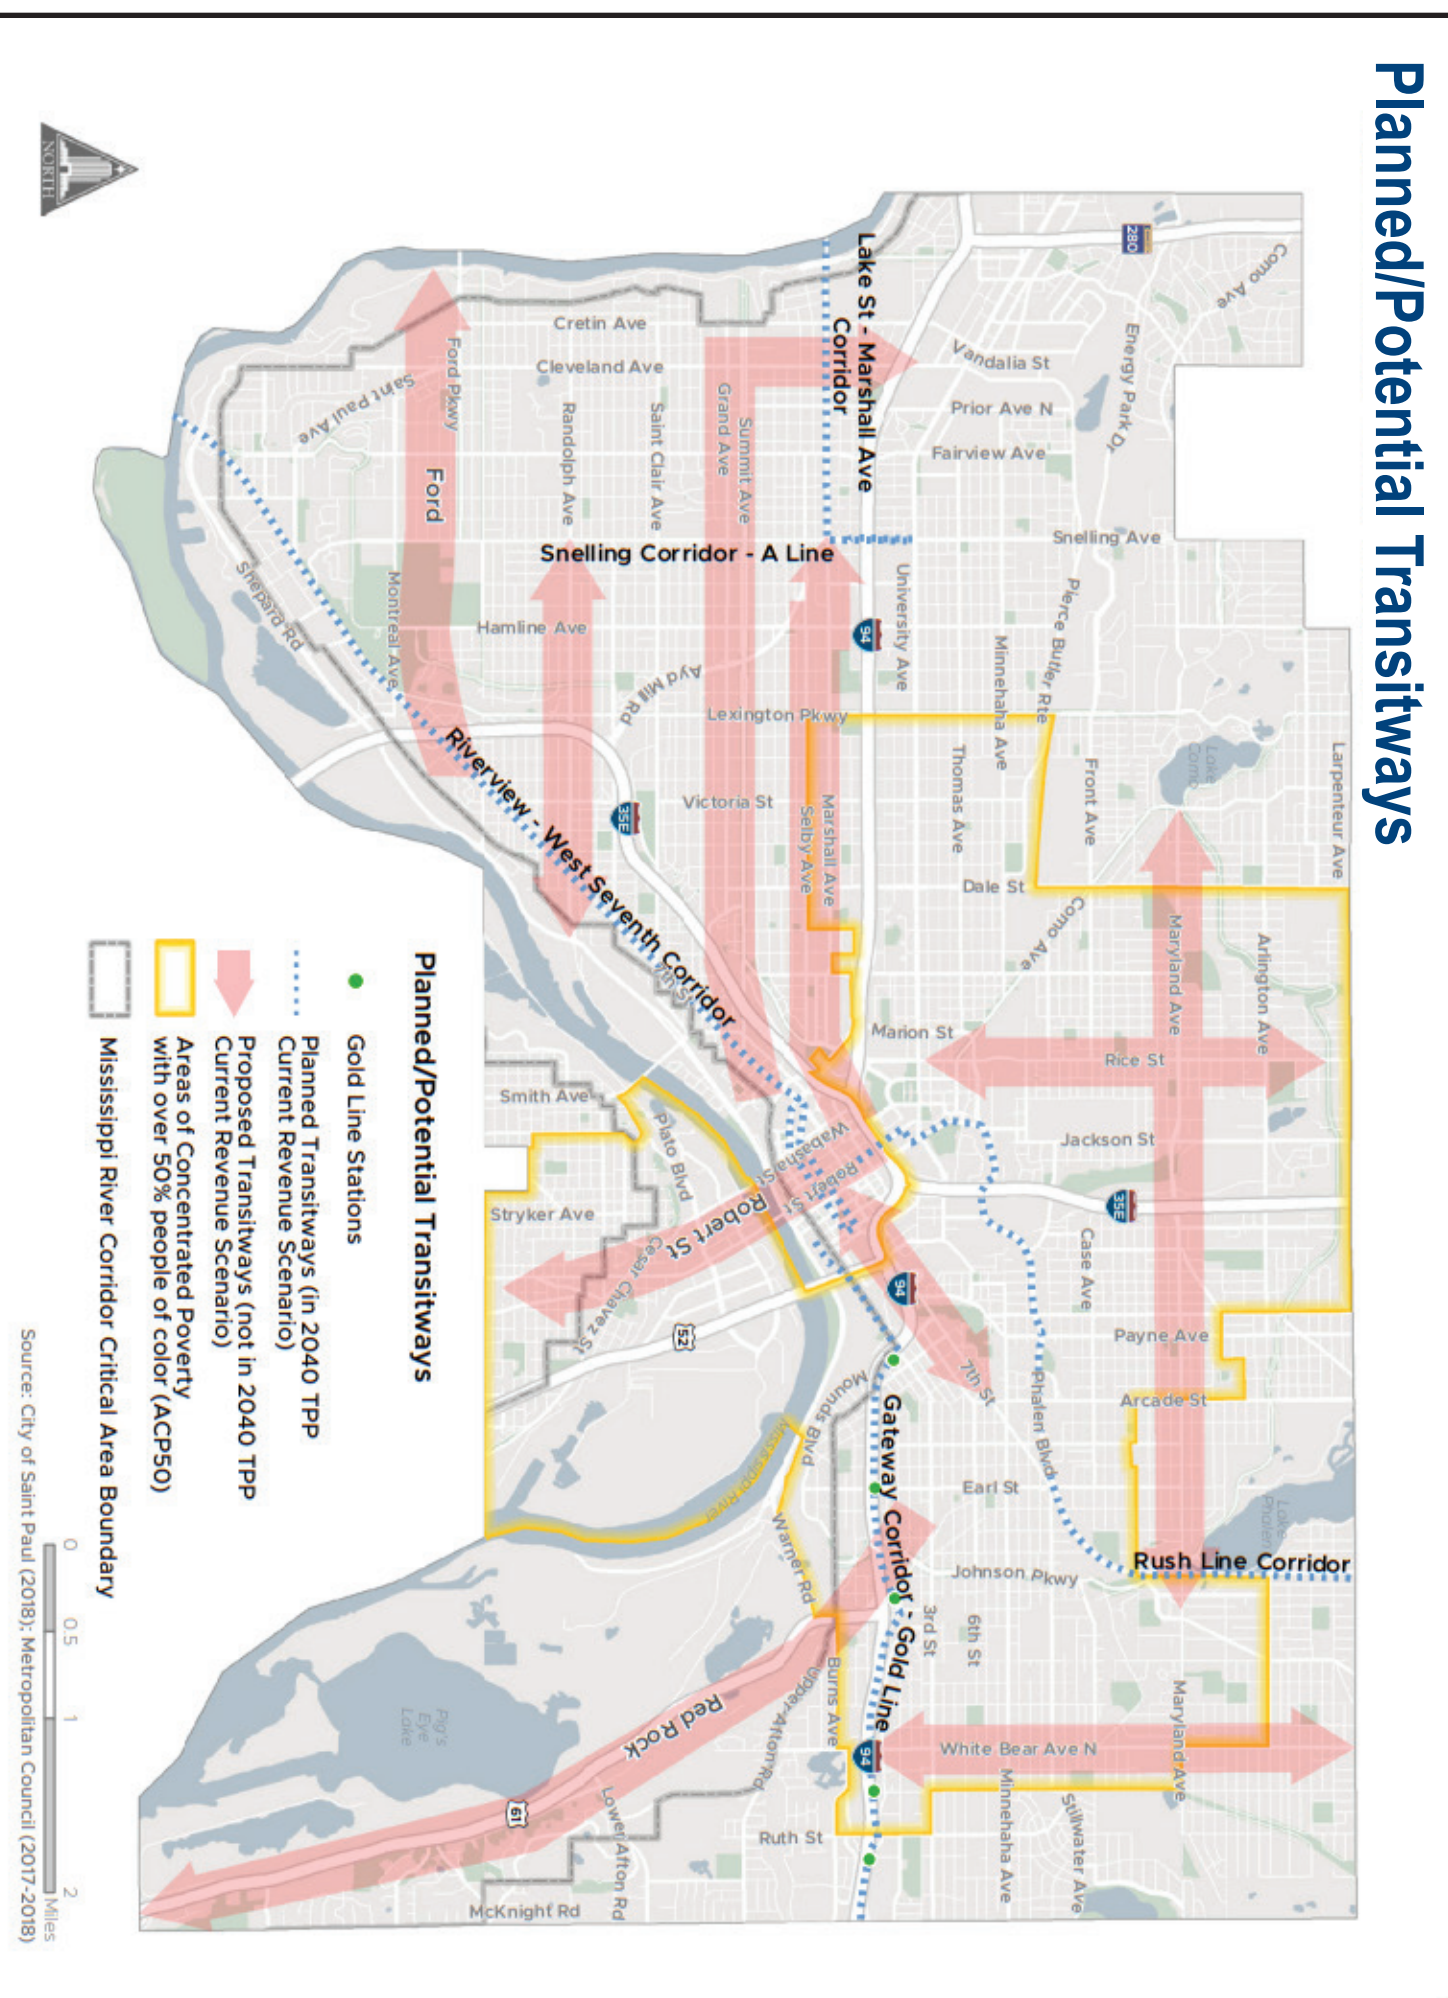 Planned/Potential Transitways
280
Como Ave
Energy Park Dr
Lake St - Marshall Ave
Corridor
Cretin Ave
Cleveland Ave
Vandalia St
Prior Ave N
Fairview Ave
Snelling Ave
Ford Pkwy
Saint Paul Ave
Ford
Randolph Ave
Saint Clair Ave
Grand Ave
Summit Ave
Snelling Corridor - A Line
University Ave
Pierce Butler Rte
Minnehaha Ave
94
Shepard Rd
Montreal Ave
Hamline Ave
Ayd Mill Rd
Lexington Pkwy
Lake
Como
Larpenteur Ave
Riverview - West Seventh Corridor
35E
Victoria St
Selby Ave
Marshall Ave
Thomas Ave
Front Ave
Dale St
Como Ave
Maryland Ave
Arlington Ave
7th St
Marion St
Rice St
Smith Ave
Plato Blvd
Wabasha St
Robert St
Jackson St
35E
Stryker Ave
Robert St
Cesar Chavez St
94
52
Case Ave
Payne Ave
7th St
Phalen Blvd
Arcade St
Mounds Blvd
Mississippi River
Gateway Corridor - Gold Line
Earl St
Lake
Phalen
Warner Rd
Johnson Pkwy
Rush Line Corridor
3rd St
6th St
Burns Ave
Upper Afton Rd
Red Rock
Pig's
Eye
Lake
94
White Bear Ave N
Maryland Ave
61
Lower Afton Rd
Minnehaha Ave
Stillwater Ave
Ruth St
McKnight Rd
Planned/Potential Transitways
Gold Line Stations
Planned Transitways (in 2040 TPP
Current Revenue Scenario)
Proposed Transitways (not in 2040 TPP
Current Revenue Scenario)
Areas of Concentrated Poverty
with over 50% people of color (ACP50)
Mississippi River Corridor Critical Area Boundary
0 0.5 1 2
Miles
Source: City of Saint Paul (2018); Metropolitan Council (2017-2018)
NORTH